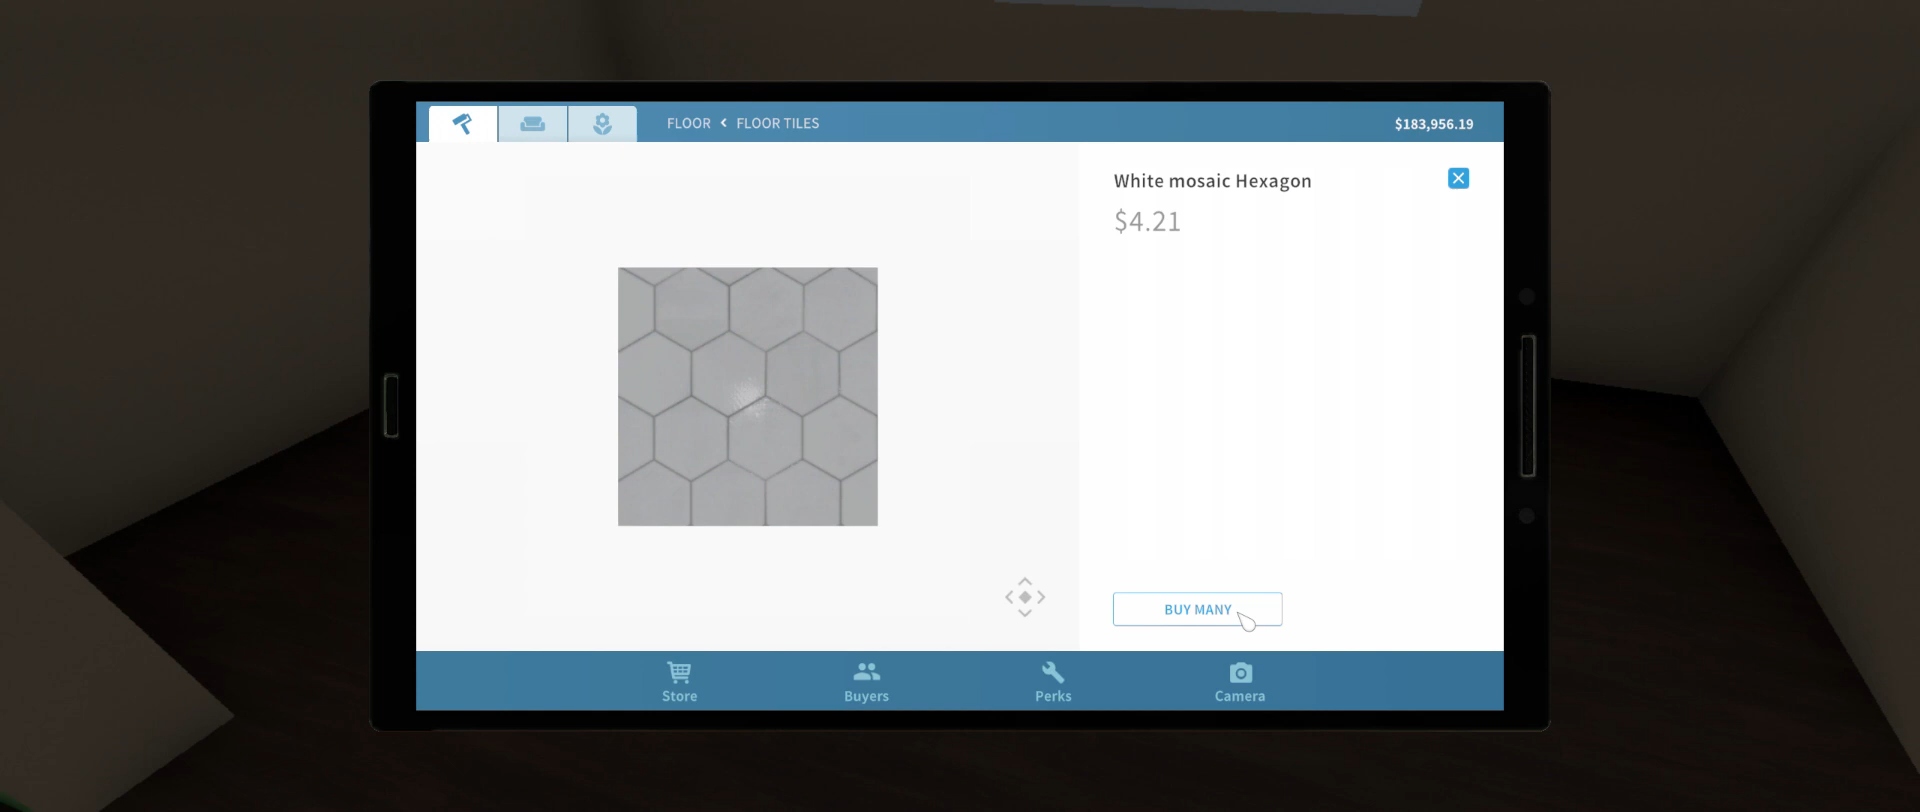 FLOOR < FLOOR TILES
$183,956.19
White mosaic Hexagon
$4.21
BUY MANY
Store
Buyers
Perks
Camera